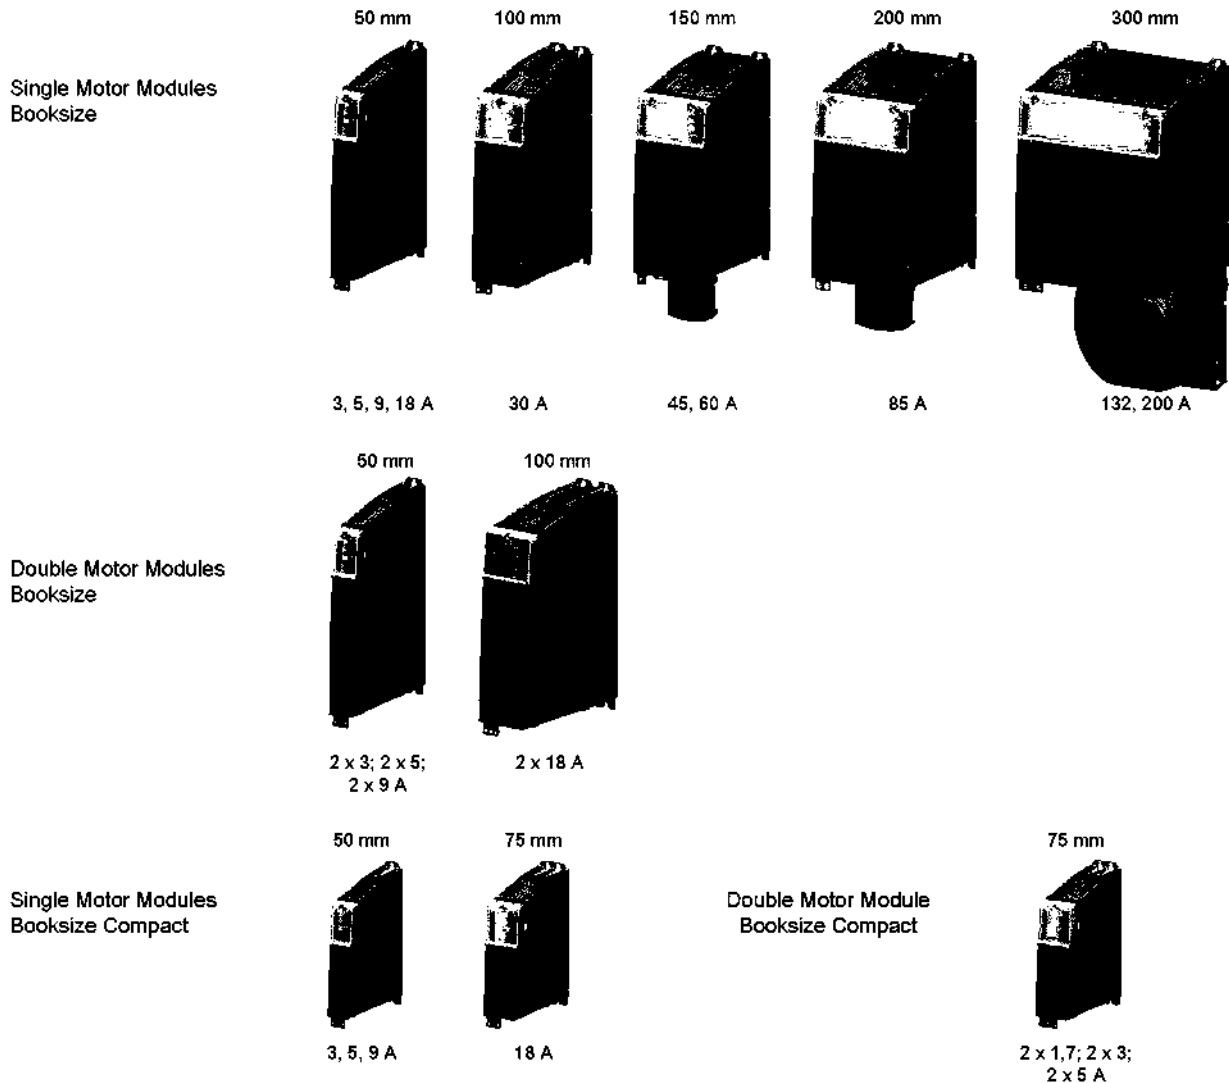 50 mm
100 mm
150 mm
200 mm
300 mm
Single Motor Modules
Booksize
3, 5, 9, 18 A
30 A
45, 60 A
85 A
132, 200 A
50 mm
100 mm
Double Motor Modules
Booksize
2 x 3; 2 x 5;
2 x 9 A
2 x 18 A
50 mm
75 mm
75 mm
Single Motor Modules
Booksize Compact
Double Motor Module
Booksize Compact
3, 5, 9 A
18 A
2 x 1,7; 2 x 3;
2 x 5 A